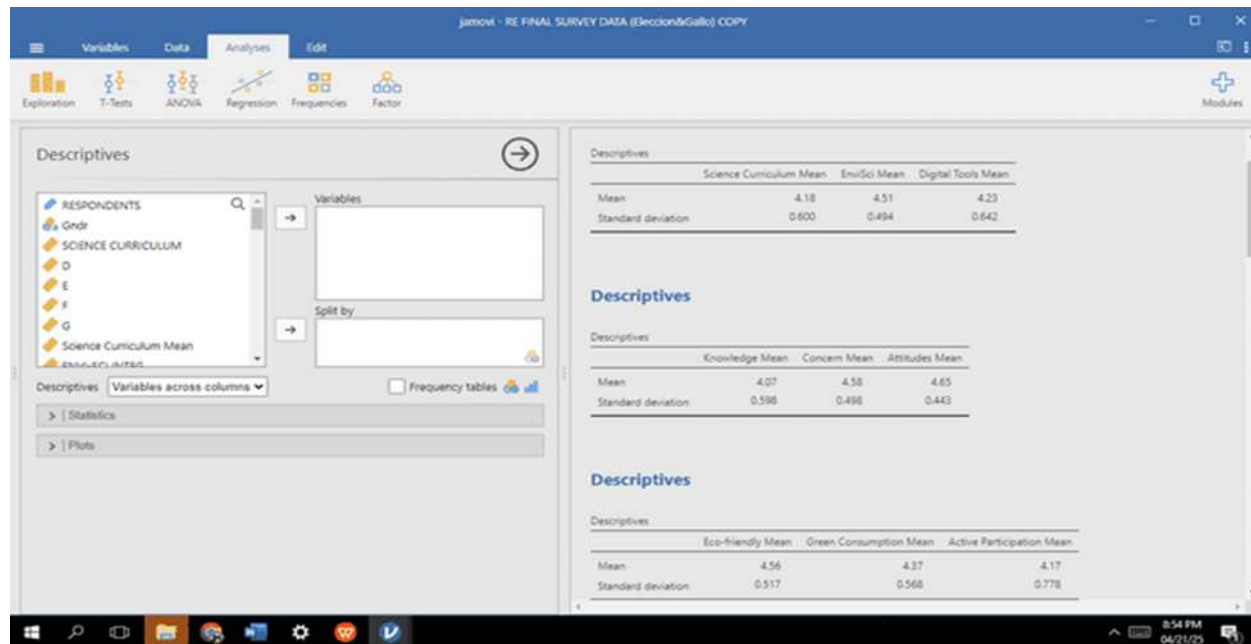 jamovi - RE FINAL SURVEY DATA (Eleccion&Gallo) COPY
Variables Data Analyses Edit
Exploration T-Tests ANOVA Regression Frequencies Factor Modules
Descriptives
RESPONDENTS
Gndr
SCIENCE CURRICULUM
D
E
F
G
Science Curriculum Mean
ENVI-SCI INTEG
Variables
Split by
Descriptives Variables across columns Frequency tables
> | Statistics
> | Plots
Descriptives
Science Curriculum Mean EnviSci Mean Digital Tools Mean
Mean 4.18 4.51 4.23
Standard deviation 0.600 0.494 0.642
Descriptives
Descriptives
Knowledge Mean Concern Mean Attitudes Mean
Mean 4.07 4.58 4.65
Standard deviation 0.598 0.498 0.443
Descriptives
Descriptives
Eco-friendly Mean Green Consumption Mean Active Participation Mean
Mean 4.56 4.37 4.17
Standard deviation 0.517 0.568 0.778
8:54 PM
04/21/25